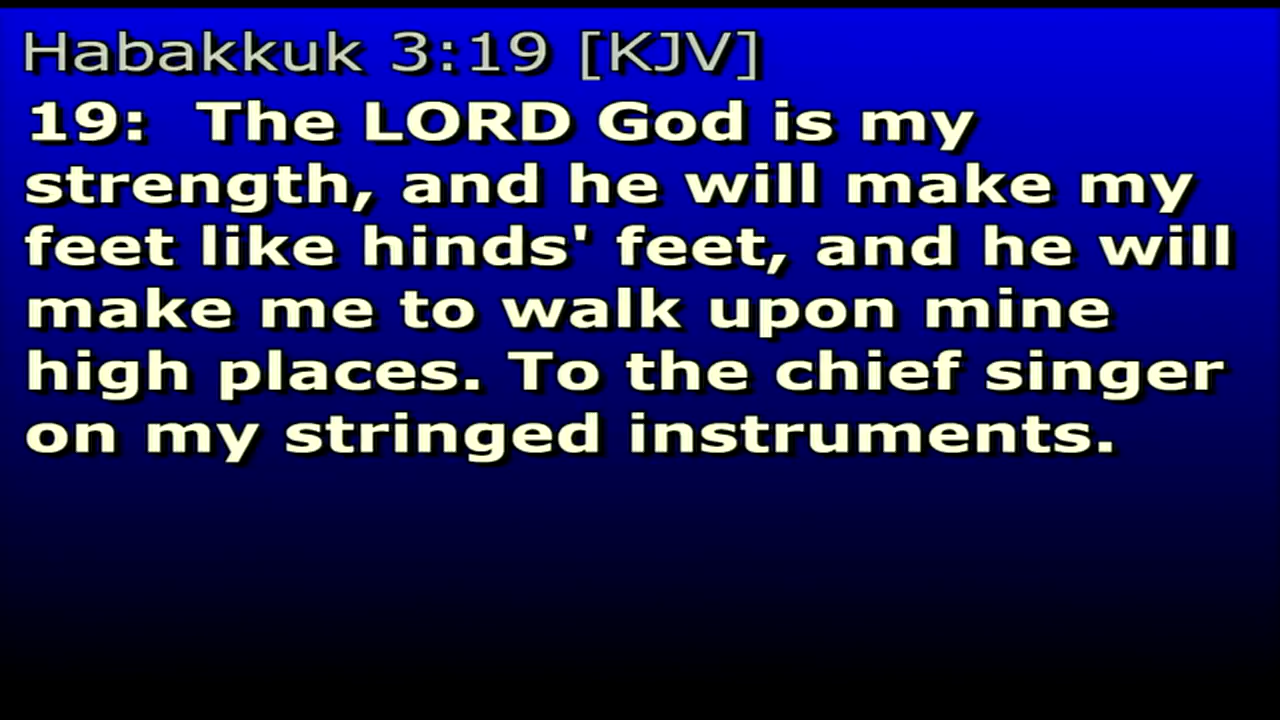 Habakkuk 3:19 [KJV]
19:  The LORD God is my
strength, and he will make my
feet like hinds' feet, and he will
make me to walk upon mine
high places. To the chief singer
on my stringed instruments.